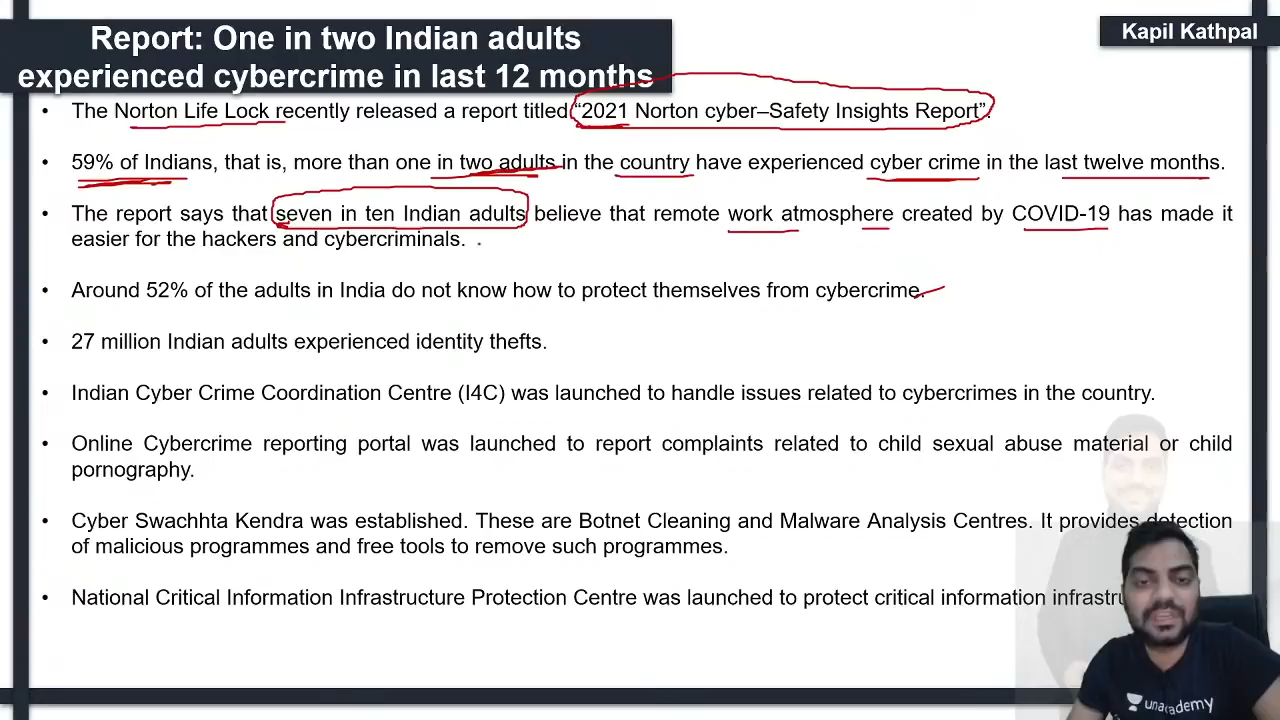 Report: One in two Indian adults
experienced cybercrime in last 12 months
Kapil Kathpal
• The Norton Life Lock recently released a report titled “2021 Norton cyber–Safety Insights Report”.
• 59% of Indians, that is, more than one in two adults in the country have experienced cyber crime in the last twelve months.
• The report says that seven in ten Indian adults believe that remote work atmosphere created by COVID-19 has made it
easier for the hackers and cybercriminals.
• Around 52% of the adults in India do not know how to protect themselves from cybercrime.
• 27 million Indian adults experienced identity thefts.
• Indian Cyber Crime Coordination Centre (I4C) was launched to handle issues related to cybercrimes in the country.
• Online Cybercrime reporting portal was launched to report complaints related to child sexual abuse material or child
pornography.
• Cyber Swachhta Kendra was established. These are Botnet Cleaning and Malware Analysis Centres. It provides detection
of malicious programmes and free tools to remove such programmes.
• National Critical Information Infrastructure Protection Centre was launched to protect critical information
unacademy